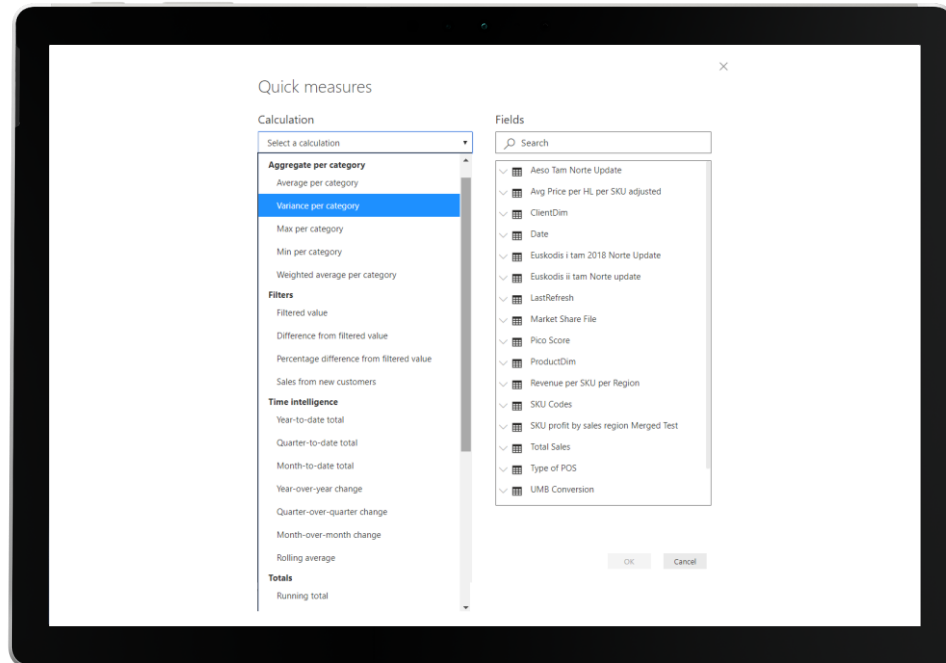 Quick measures
Calculation
Select a calculation
Aggregate per category
Average per category
Variance per category
Max per category
Min per category
Weighted average per category
Filters
Filtered value
Difference from filtered value
Percentage difference from filtered value
Sales from new customers
Time intelligence
Year-to-date total
Quarter-to-date total
Month-to-date total
Year-over-year change
Quarter-over-quarter change
Month-over-month change
Rolling average
Totals
Running total
Fields
Search
Aeso Tam Norte Update
Avg Price per HL per SKU adjusted
ClientDim
Date
Euskodis i tam 2018 Norte Update
Euskodis ii tam Norte update
LastRefresh
Market Share File
Pico Score
ProductDim
Revenue per SKU per Region
SKU Codes
SKU profit by sales region Merged Test
Total Sales
Type of POS
UMB Conversion
OK
Cancel